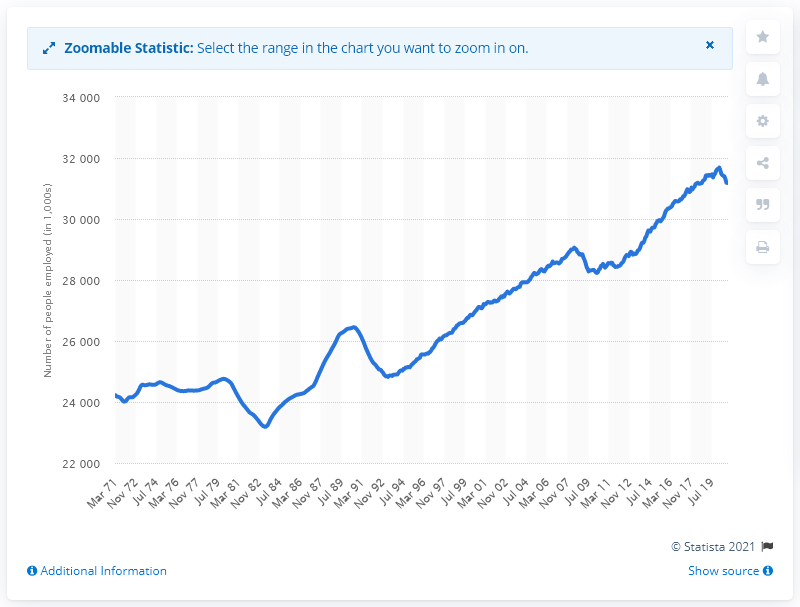 Zoomable Statistic: Select the range in the chart you want to zoom in on.
×
34 000
32 000
30 000
28 000
26 000
24 000
22 000
Number of people employed (in 1,000s)
Mar 71
Nov 72
Jul 74
Mar 76
Nov 77
Jul 79
Mar 81
Nov 82
Jul 84
Mar 86
Nov 87
Jul 89
Mar 91
Nov 92
Jul 94
Mar 96
Nov 97
Jul 99
Mar 01
Nov 02
Jul 04
Mar 06
Nov 07
Jul 09
Mar 11
Nov 12
Jul 14
Mar 16
Nov 17
Jul 19
© Statista 2021
Additional Information
Show source